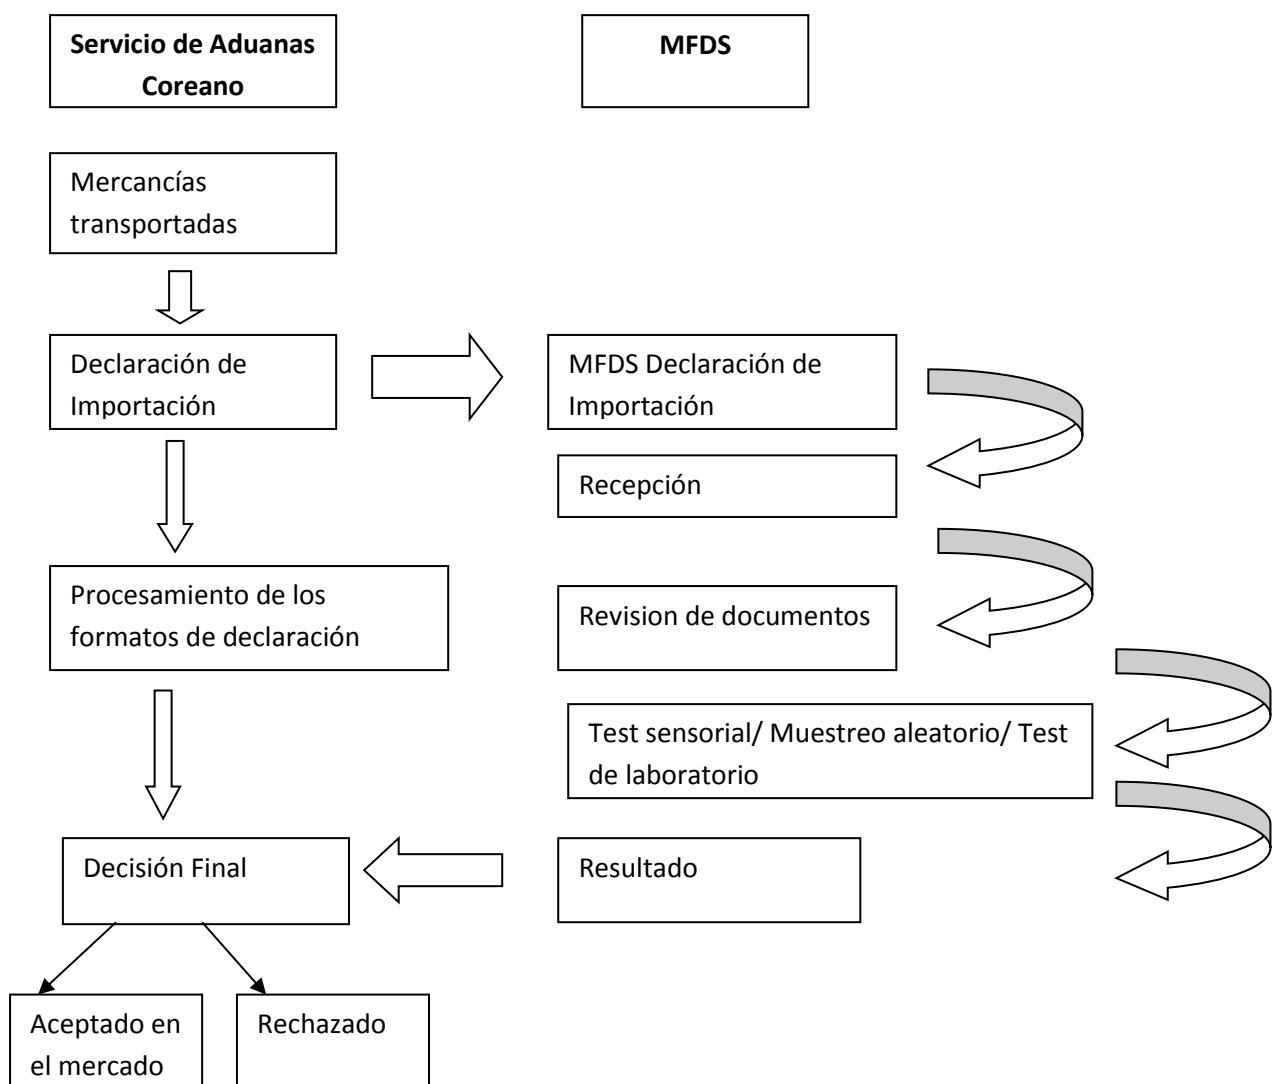 Servicio de Aduanas
Coreano
MFDS
Mercancías
transportadas
Declaración de
Importación
MFDS Declaración de
Importación
Recepción
Procesamiento de los
formatos de declaración
Revision de documentos
Test sensorial/ Muestreo aleatorio/ Test
de laboratorio
Decisión Final
Resultado
Aceptado en
el mercado
Rechazado